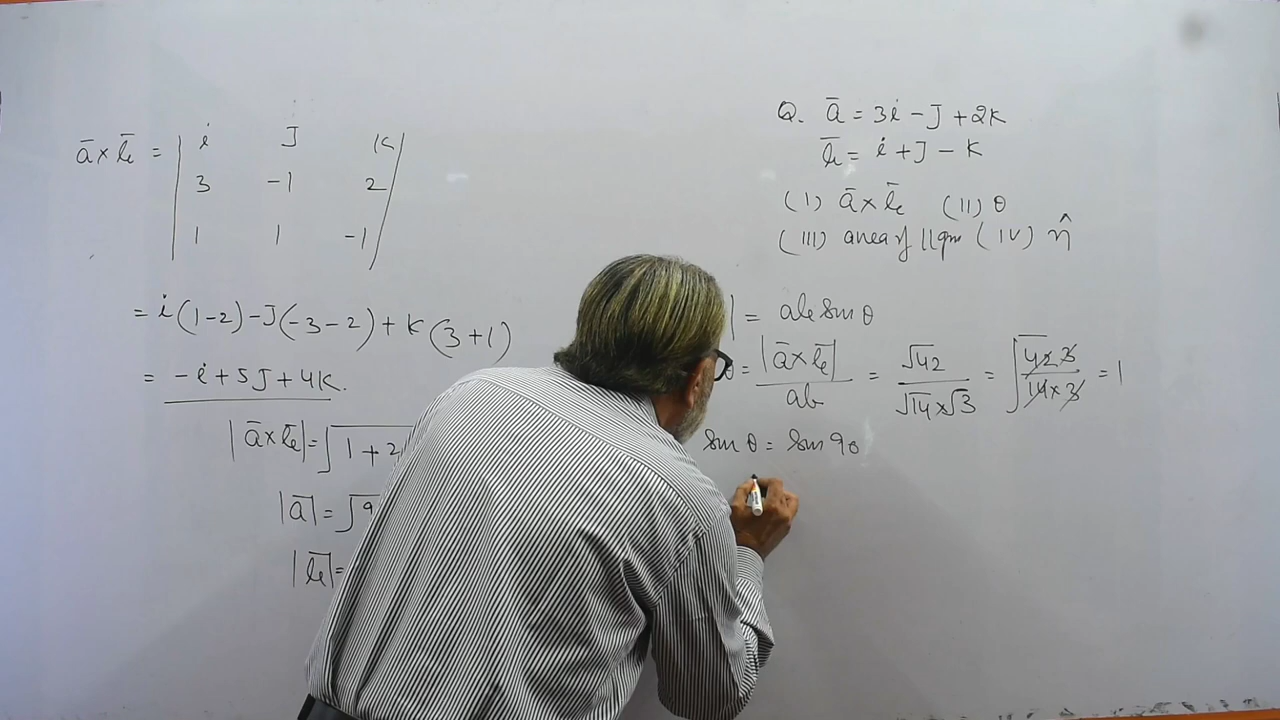 ā × b̄ = | i J K |
| 3 -1 2 |
| 1 1 -1 |
= i(1-2) - J(-3-2) + K(3+1)
= -i + 5J + 4K.
|ā × b̄| = √1 + 2
|ā| = √9
|b̄| =
Q. ā = 3i - J + 2K
b̄ = i + J - K
(I) ā × b̄ (II) θ
(III) area of ||gm (IV) n̂
| = ab sin θ
θ = |ā × b̄| / ab = √42 / √14 × √3 = √42 / 14 × 3 = 1
sin θ = sin 90